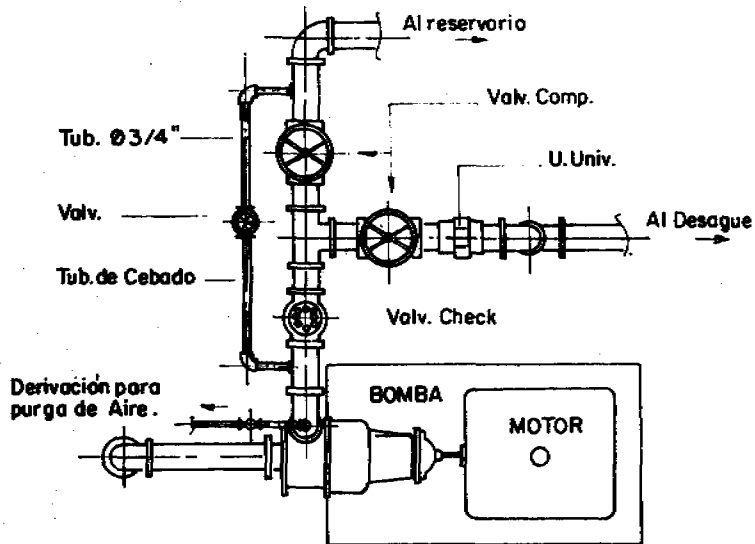 Al reservorio
Valv. Comp.
Tub. Ø3/4"
U.Univ.
Valv.
Al Desague
Tub. de Cebado
Valv. Check
Derivación para
purga de Aire.
BOMBA
MOTOR